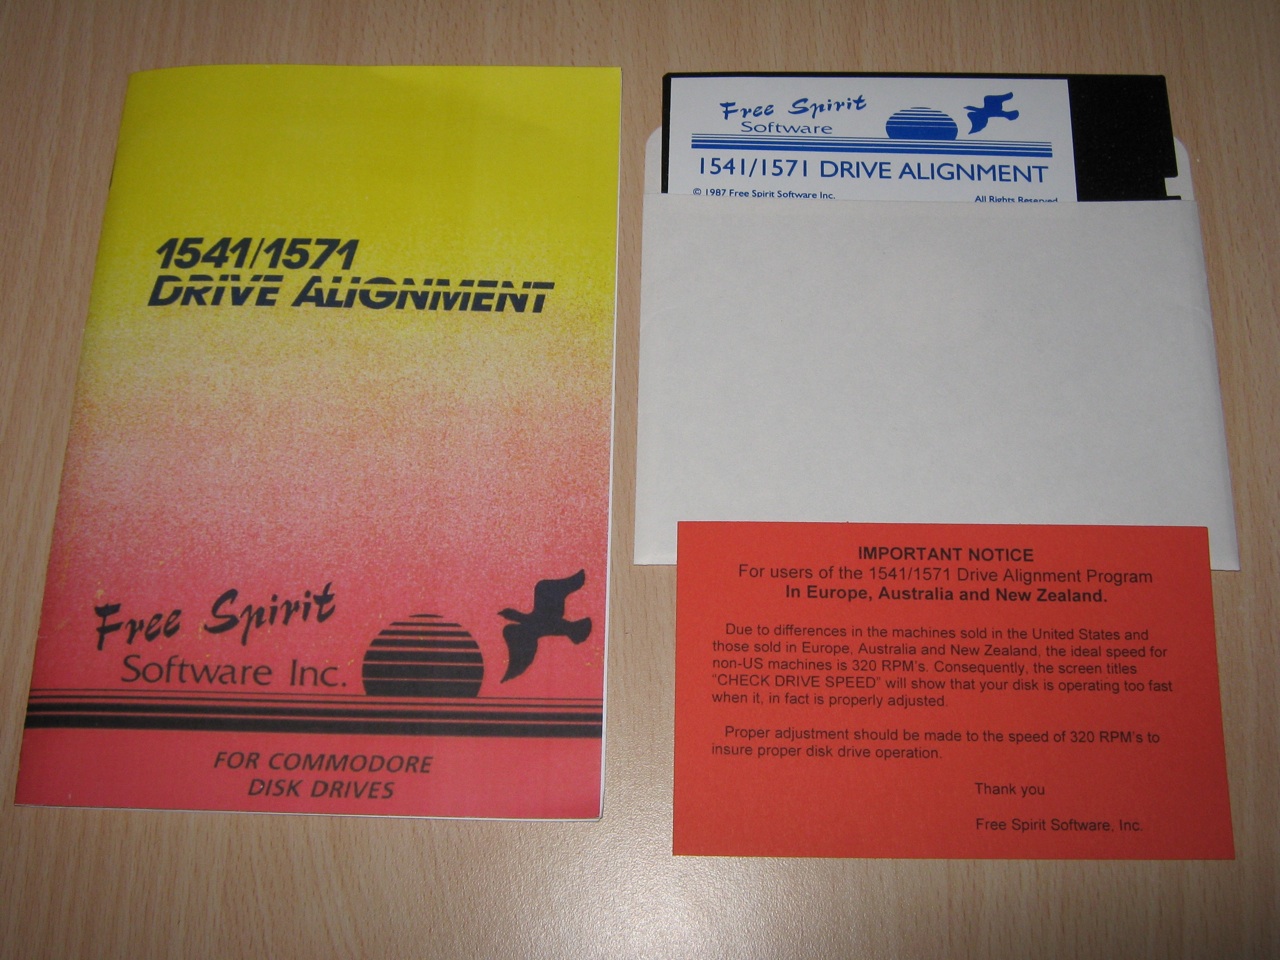 1541/1571
DRIVE ALIGNMENT
Free Spirit
Software Inc.
FOR COMMODORE
DISK DRIVES
Free Spirit
Software
1541/1571 DRIVE ALIGNMENT
© 1987 Free Spirit Software Inc. All Rights Reserved
IMPORTANT NOTICE
For users of the 1541/1571 Drive Alignment Program
In Europe, Australia and New Zealand.
Due to differences in the machines sold in the United States and
those sold in Europe, Australia and New Zealand, the ideal speed for
non-US machines is 320 RPM's. Consequently, the screen titles
"CHECK DRIVE SPEED" will show that your disk is operating too fast
when it, in fact is properly adjusted.
Proper adjustment should be made to the speed of 320 RPM's to
insure proper disk drive operation.
Thank you
Free Spirit Software, Inc.